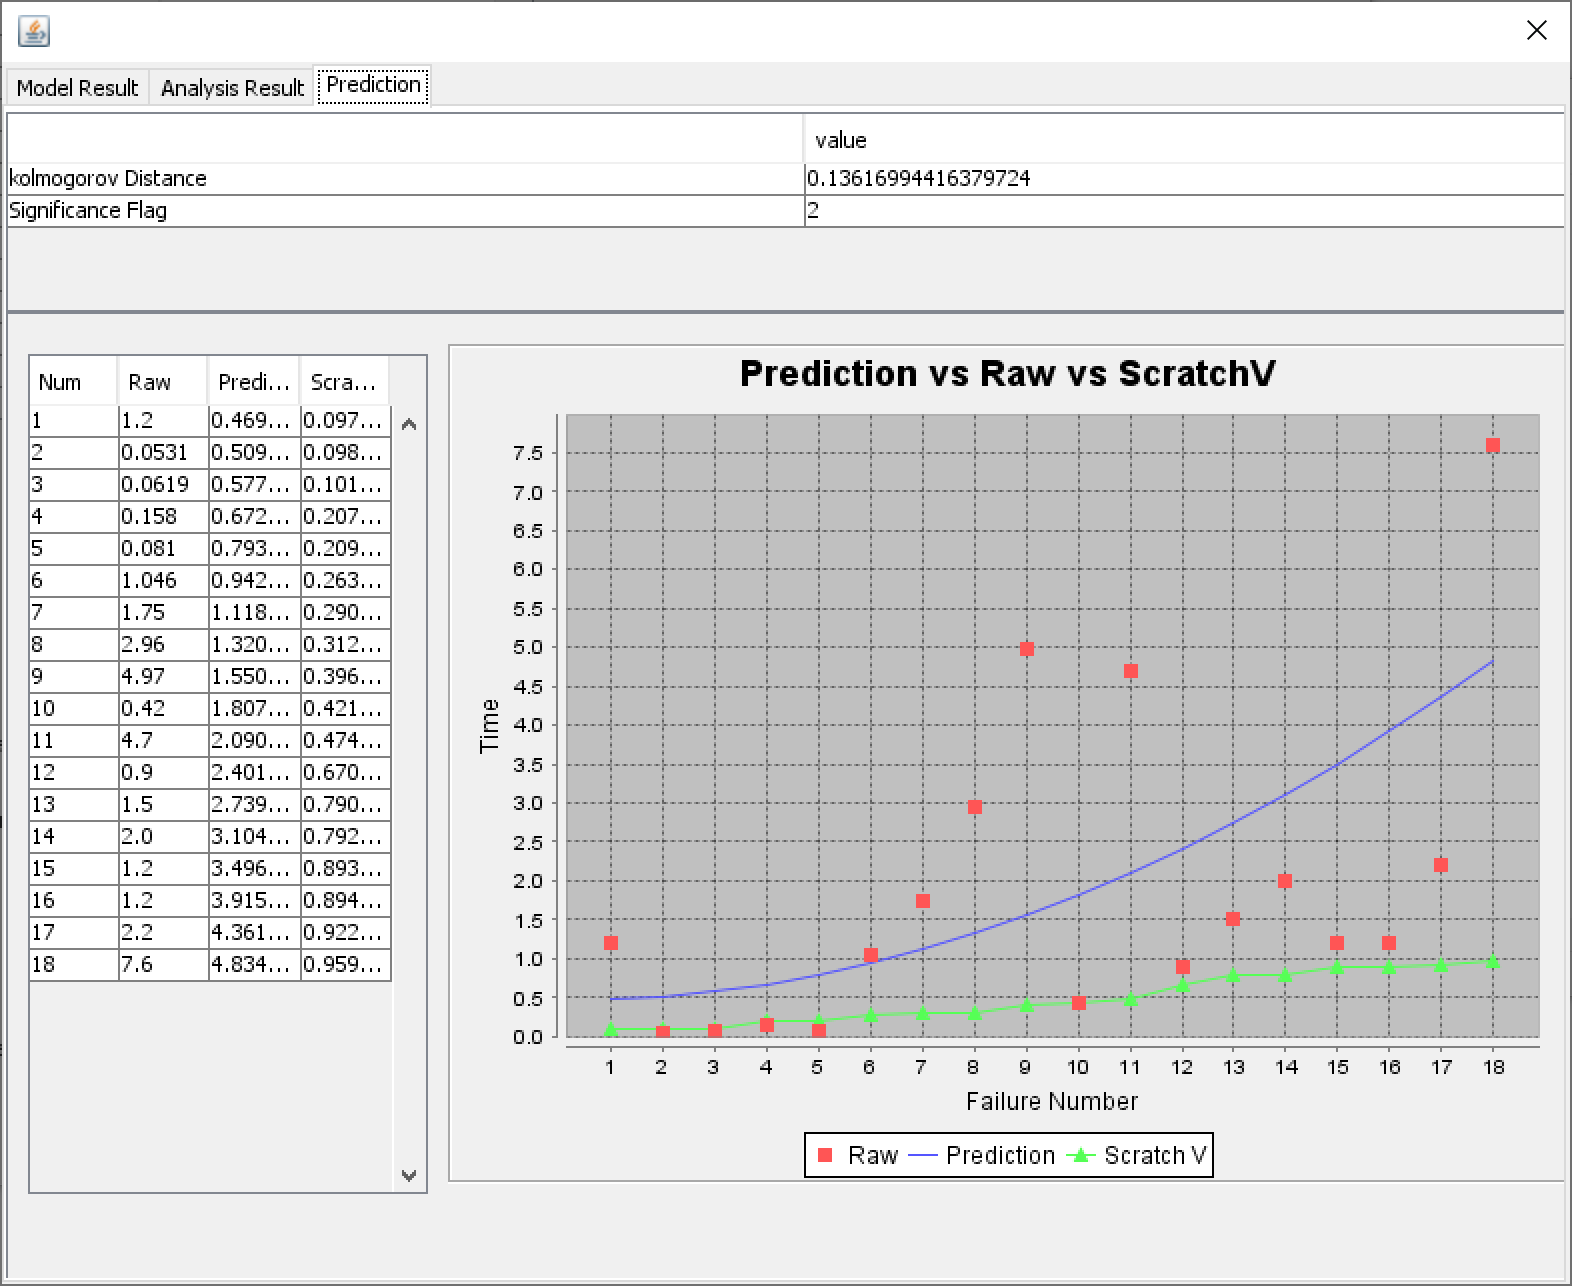 Model Result Analysis Result Prediction
value
kolmogorov Distance 0.13616994416379724
Significance Flag 2
Num Raw Predi... Scra...
1 1.2 0.469... 0.097...
2 0.0531 0.509... 0.098...
3 0.0619 0.577... 0.101...
4 0.158 0.672... 0.207...
5 0.081 0.793... 0.209...
6 1.046 0.942... 0.263...
7 1.75 1.118... 0.290...
8 2.96 1.320... 0.312...
9 4.97 1.550... 0.396...
10 0.42 1.807... 0.421...
11 4.7 2.090... 0.474...
12 0.9 2.401... 0.670...
13 1.5 2.739... 0.790...
14 2.0 3.104... 0.792...
15 1.2 3.496... 0.893...
16 1.2 3.915... 0.894...
17 2.2 4.361... 0.922...
18 7.6 4.834... 0.959...
Prediction vs Raw vs ScratchV
Time
7.5
7.0
6.5
6.0
5.5
5.0
4.5
4.0
3.5
3.0
2.5
2.0
1.5
1.0
0.5
0.0
1 2 3 4 5 6 7 8 9 10 11 12 13 14 15 16 17 18
Failure Number
Raw Prediction Scratch V